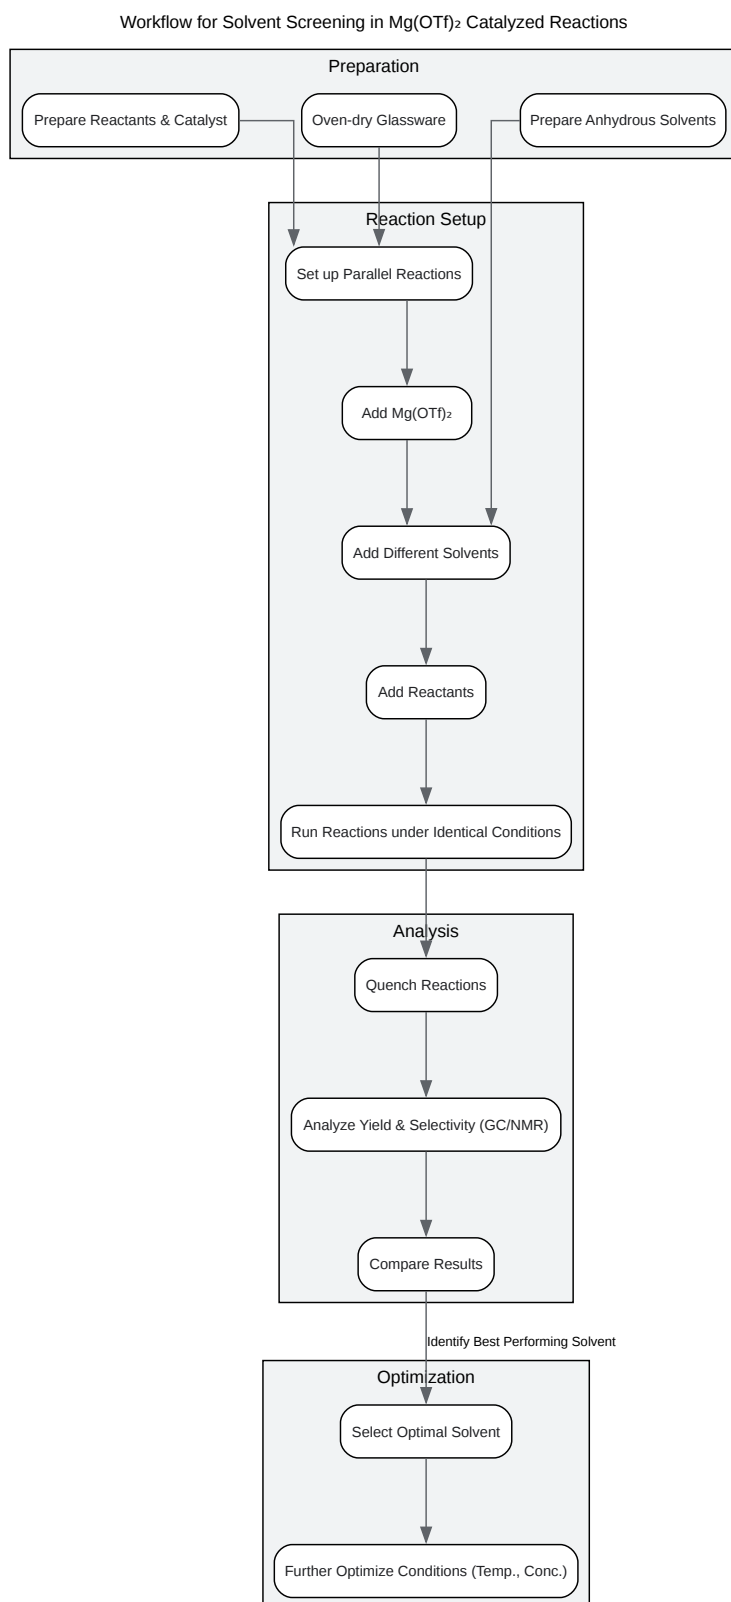 Workflow for Solvent Screening in Mg(OTf)₂ Catalyzed Reactions
Preparation
Prepare Reactants & Catalyst
Oven-dry Glassware
Prepare Anhydrous Solvents
Reaction Setup
Set up Parallel Reactions
Add Mg(OTf)₂
Add Different Solvents
Add Reactants
Run Reactions under Identical Conditions
Analysis
Quench Reactions
Analyze Yield & Selectivity (GC/NMR)
Compare Results
Identify Best Performing Solvent
Optimization
Select Optimal Solvent
Further Optimize Conditions (Temp., Conc.)